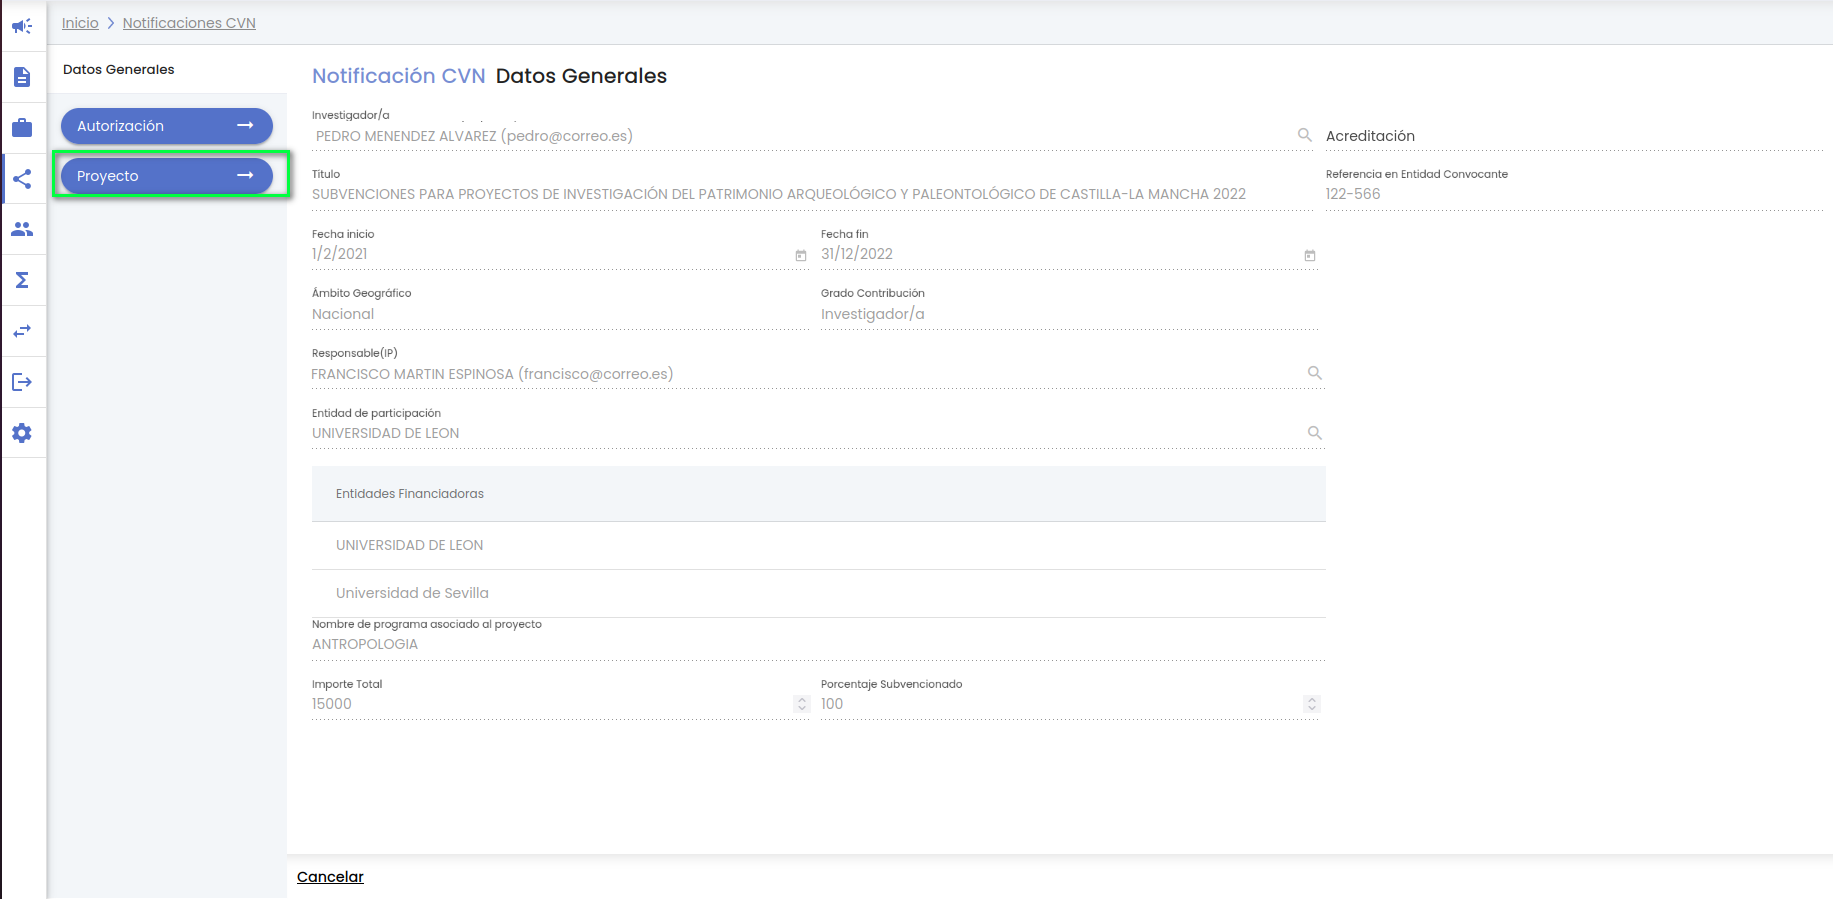 Inicio > Notificaciones CVN
Datos Generales
Autorización →
Proyecto →
Notificación CVN Datos Generales
Investigador/a
PEDRO MENENDEZ ALVAREZ (pedro@correo.es)
Acreditación
Título
SUBVENCIONES PARA PROYECTOS DE INVESTIGACIÓN DEL PATRIMONIO ARQUEOLÓGICO Y PALEONTOLÓGICO DE CASTILLA-LA MANCHA 2022
Referencia en Entidad Convocante
122-566
Fecha inicio
1/2/2021
Fecha fin
31/12/2022
Ámbito Geográfico
Nacional
Grado Contribución
Investigador/a
Responsable(IP)
FRANCISCO MARTIN ESPINOSA (francisco@correo.es)
Entidad de participación
UNIVERSIDAD DE LEON
Entidades Financiadoras
UNIVERSIDAD DE LEON
Universidad de Sevilla
Nombre de programa asociado al proyecto
ANTROPOLOGIA
Importe Total
15000
Porcentaje Subvencionado
100
Cancelar